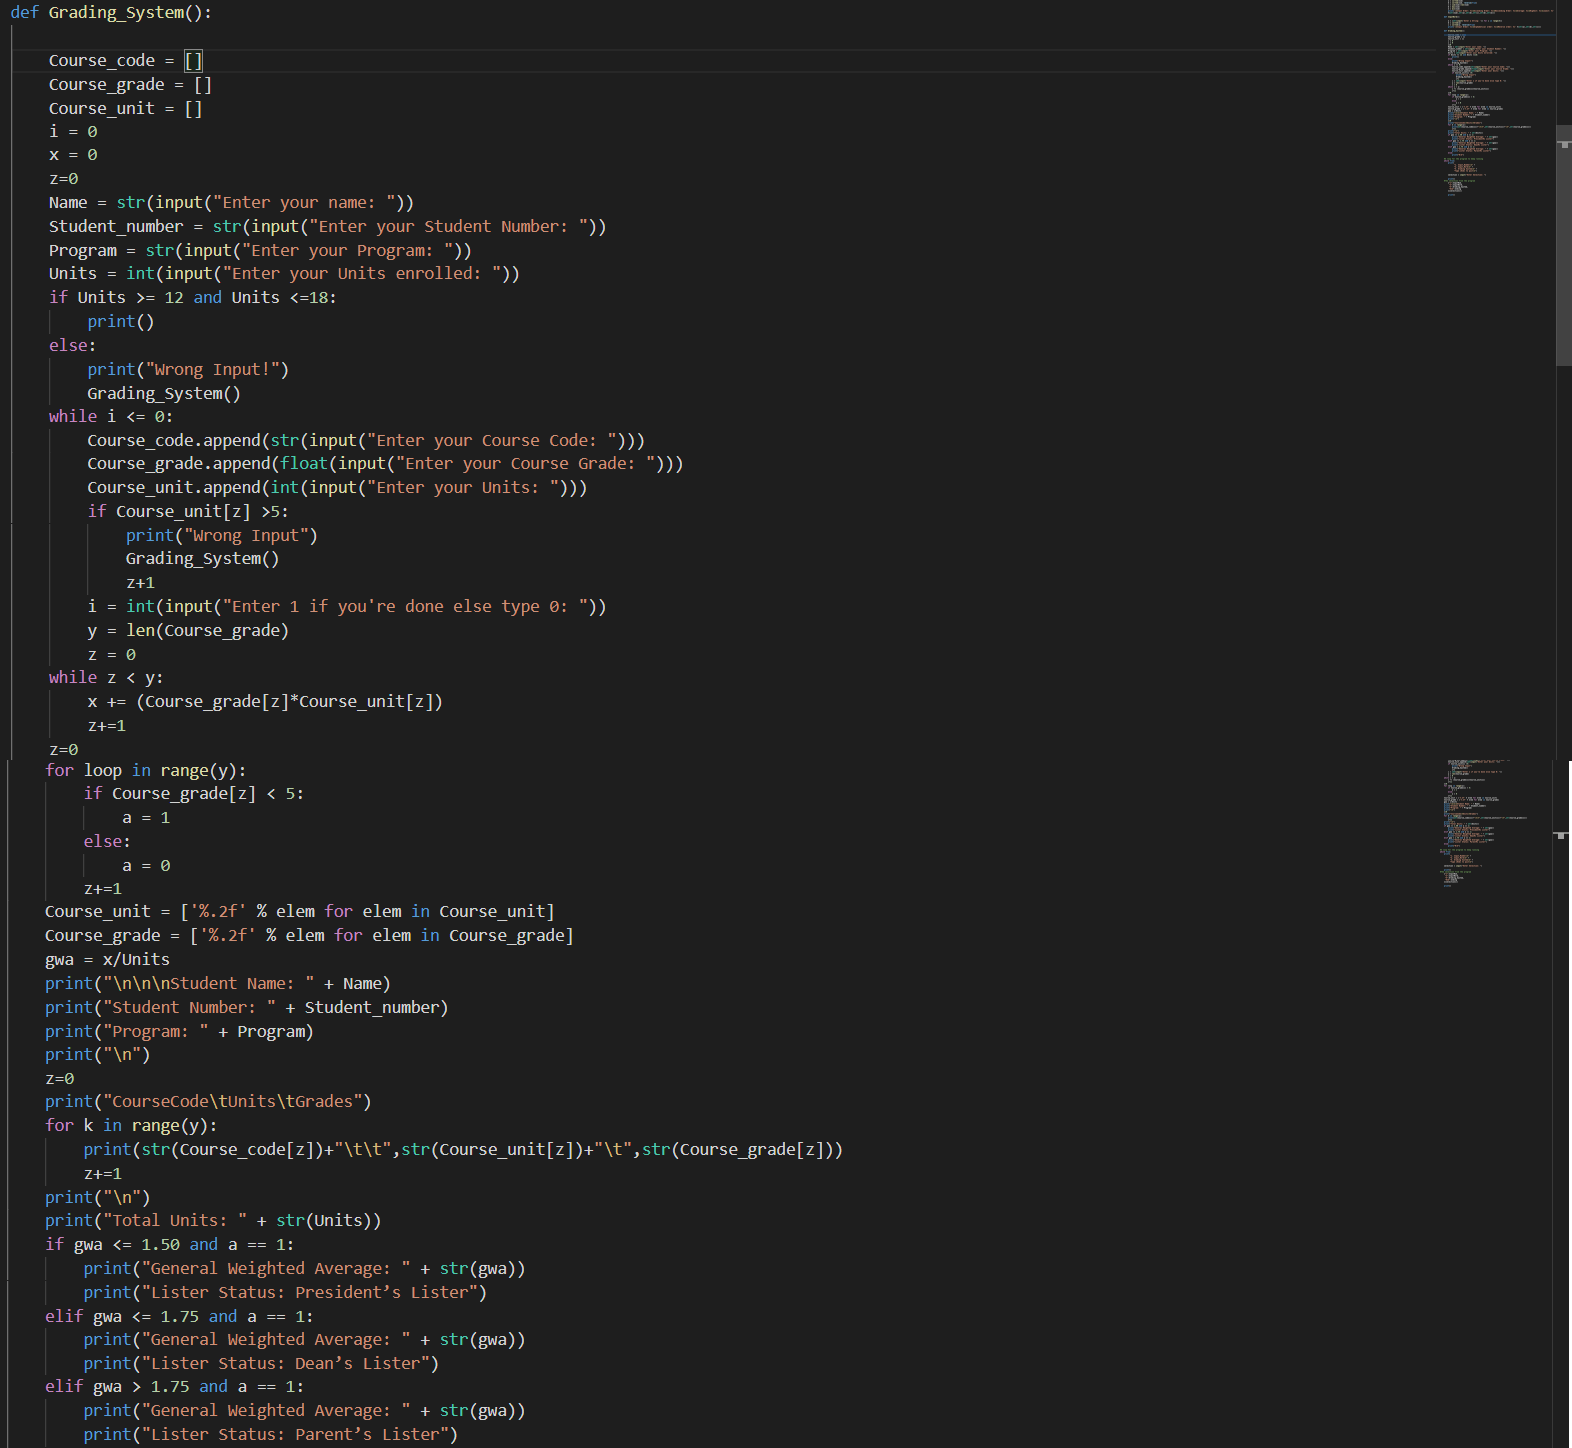 def Grading_System():
    Course_code = []
    Course_grade = []
    Course_unit = []
    i = 0
    x = 0
    z=0
    Name = str(input("Enter your name: "))
    Student_number = str(input("Enter your Student Number: "))
    Program = str(input("Enter your Program: "))
    Units = int(input("Enter your Units enrolled: "))
    if Units >= 12 and Units <=18:
        print()
    else:
        print("Wrong Input!")
        Grading_System()
    while i <= 0:
        Course_code.append(str(input("Enter your Course Code: ")))
        Course_grade.append(float(input("Enter your Course Grade: ")))
        Course_unit.append(int(input("Enter your Units: ")))
        if Course_unit[z] >5:
            print("Wrong Input")
            Grading_System()
            z+1
        i = int(input("Enter 1 if you're done else type 0: "))
        y = len(Course_grade)
        z = 0
    while z < y:
        x += (Course_grade[z]*Course_unit[z])
        z+=1
    z=0
    for loop in range(y):
        if Course_grade[z] < 5:
            a = 1
        else:
            a = 0
        z+=1
    Course_unit = ['%.2f' % elem for elem in Course_unit]
    Course_grade = ['%.2f' % elem for elem in Course_grade]
    gwa = x/Units
    print("\n\n\nStudent Name: " + Name)
    print("Student Number: " + Student_number)
    print("Program: " + Program)
    print("\n")
    z=0
    print("CourseCode\tUnits\tGrades")
    for k in range(y):
        print(str(Course_code[z])+"\t\t",str(Course_unit[z])+"\t",str(Course_grade[z]))
        z+=1
    print("\n")
    print("Total Units: " + str(Units))
    if gwa <= 1.50 and a == 1:
        print("General Weighted Average: " + str(gwa))
        print("Lister Status: President’s Lister")
    elif gwa <= 1.75 and a == 1:
        print("General Weighted Average: " + str(gwa))
        print("Lister Status: Dean’s Lister")
    elif gwa > 1.75 and a == 1:
        print("General Weighted Average: " + str(gwa))
        print("Lister Status: Parent’s Lister")